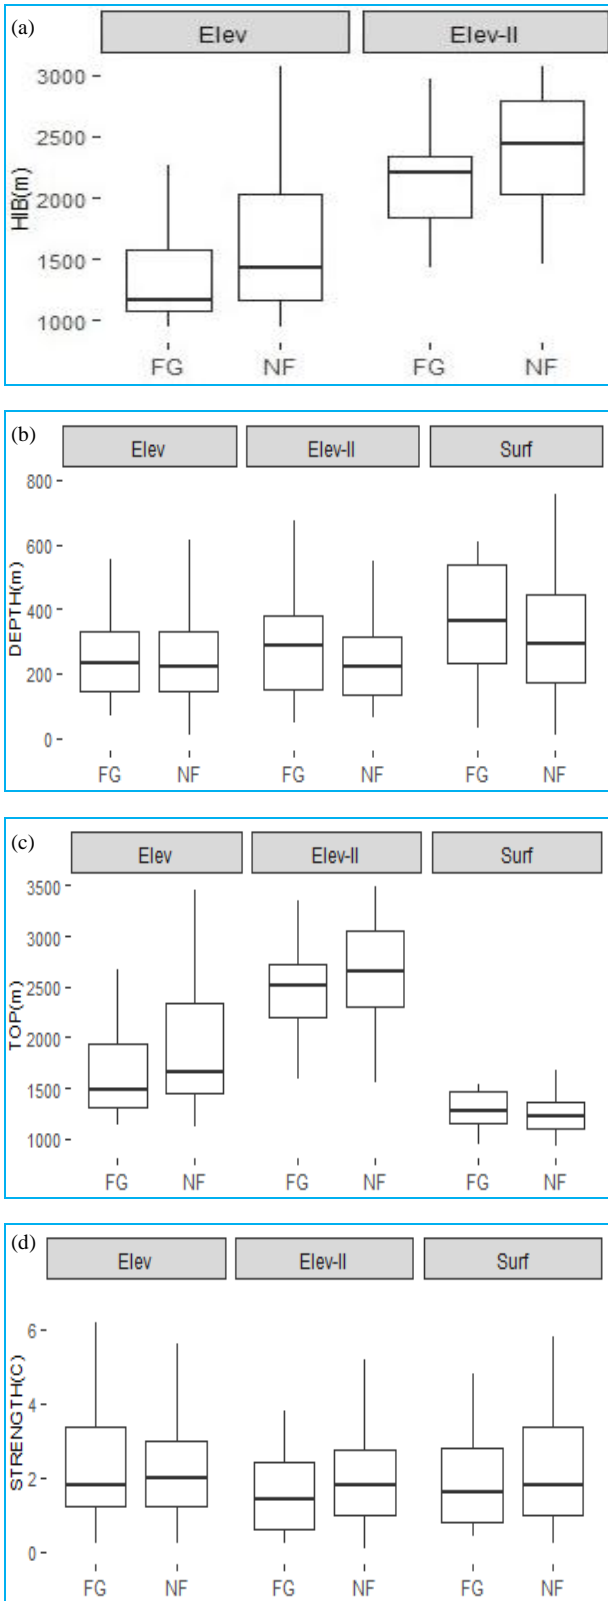 (a)
Elev Elev-II
3000
2500
2000
1500
1000
HIB(m)
FG NF FG NF
(b)
Elev Elev-II Surf
800
600
400
200
0
DEPTH(m)
FG NF FG NF FG NF
(c)
Elev Elev-II Surf
3500
3000
2500
2000
1500
1000
TOP(m)
FG NF FG NF FG NF
(d)
Elev Elev-II Surf
6
4
2
0
STRENGTH(C)
FG NF FG NF FG NF